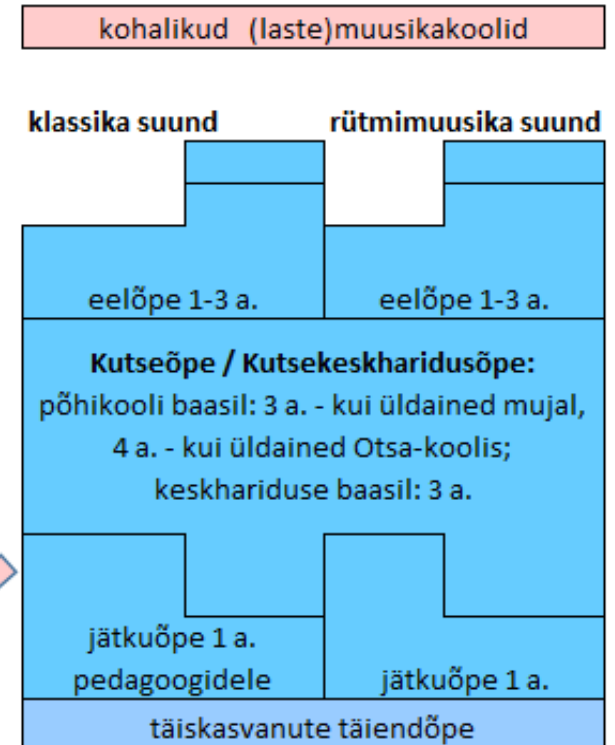 kohalikud (laste)muusikakoolid
klassika suund
rütmimuusika suund
eelõpe 1-3 a.
eelõpe 1-3 a.
Kutseõpe / Kutsekeskharidusõpe:
põhikooli baasil: 3 a. - kui üldained mujal,
4 a. - kui üldained Otsa-koolis;
keskhariduse baasil: 3 a.
jätkuõpe 1 a.
pedagoogidele
jätkuõpe 1 a.
täiskasvanute täiendõpe